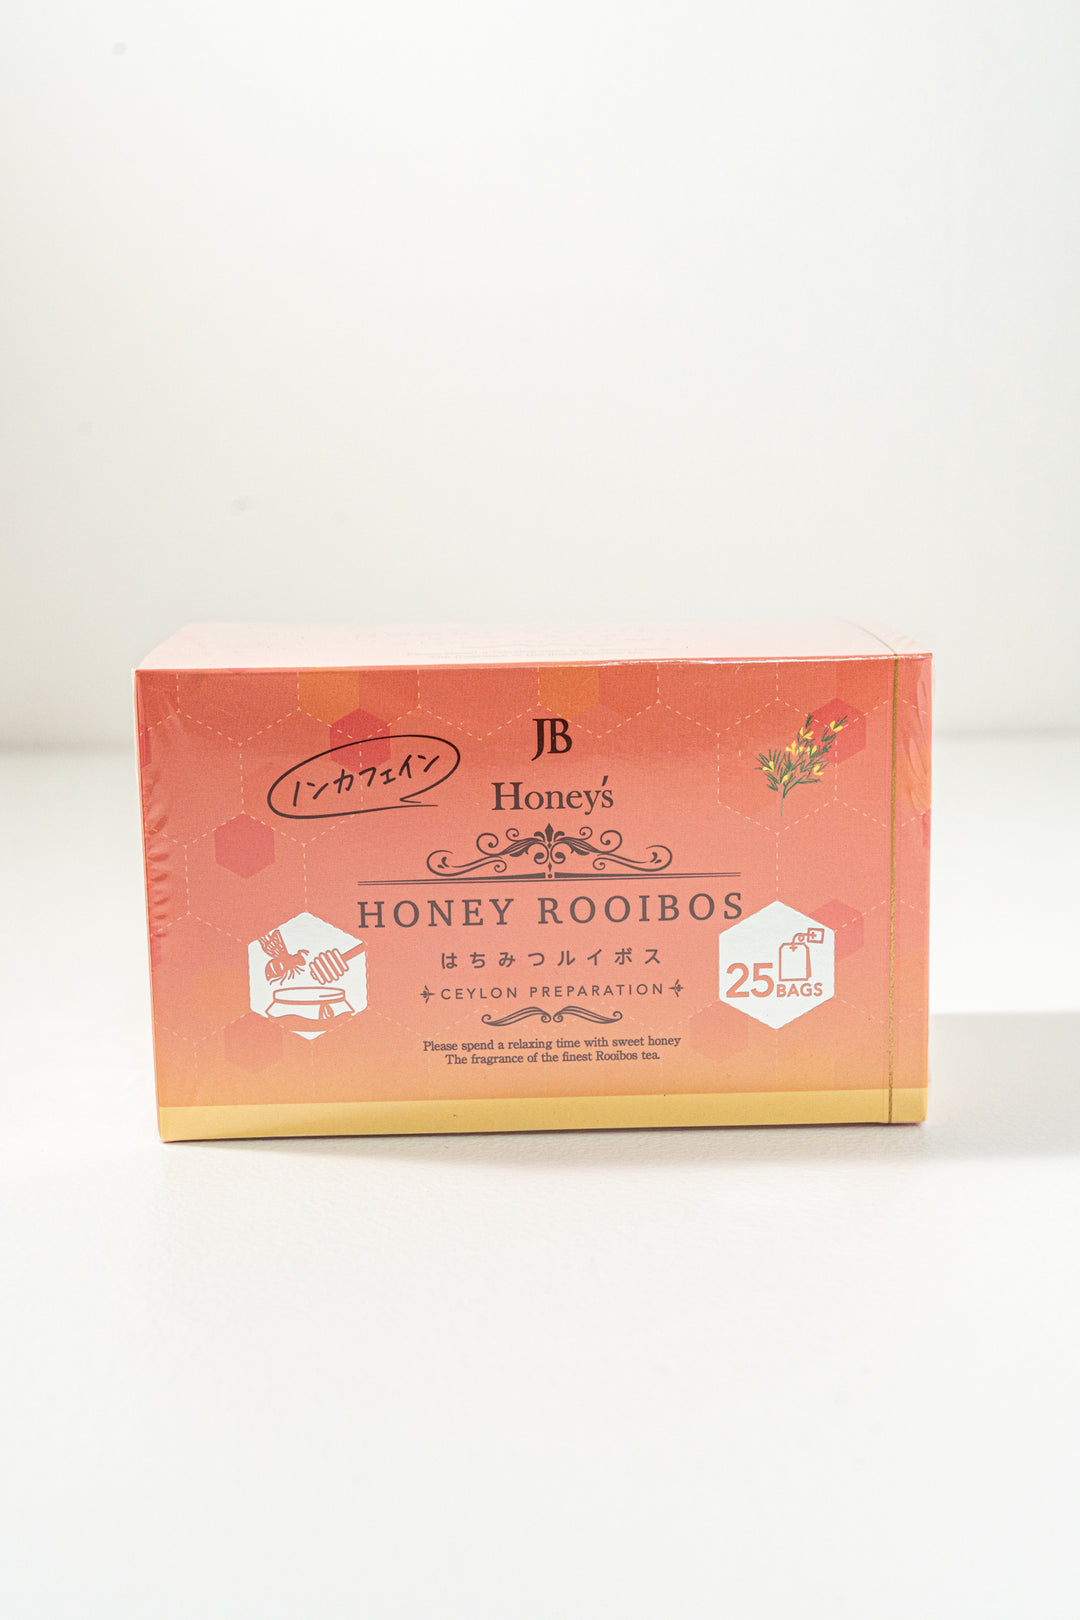 JB
Honey's
ノンカフェイン
HONEY ROOIBOS
はちみつルイボス
CEYLON PREPARATION
25 BAGS
Please spend a relaxing time with sweet honey
The fragrance of the finest Rooibos tea.